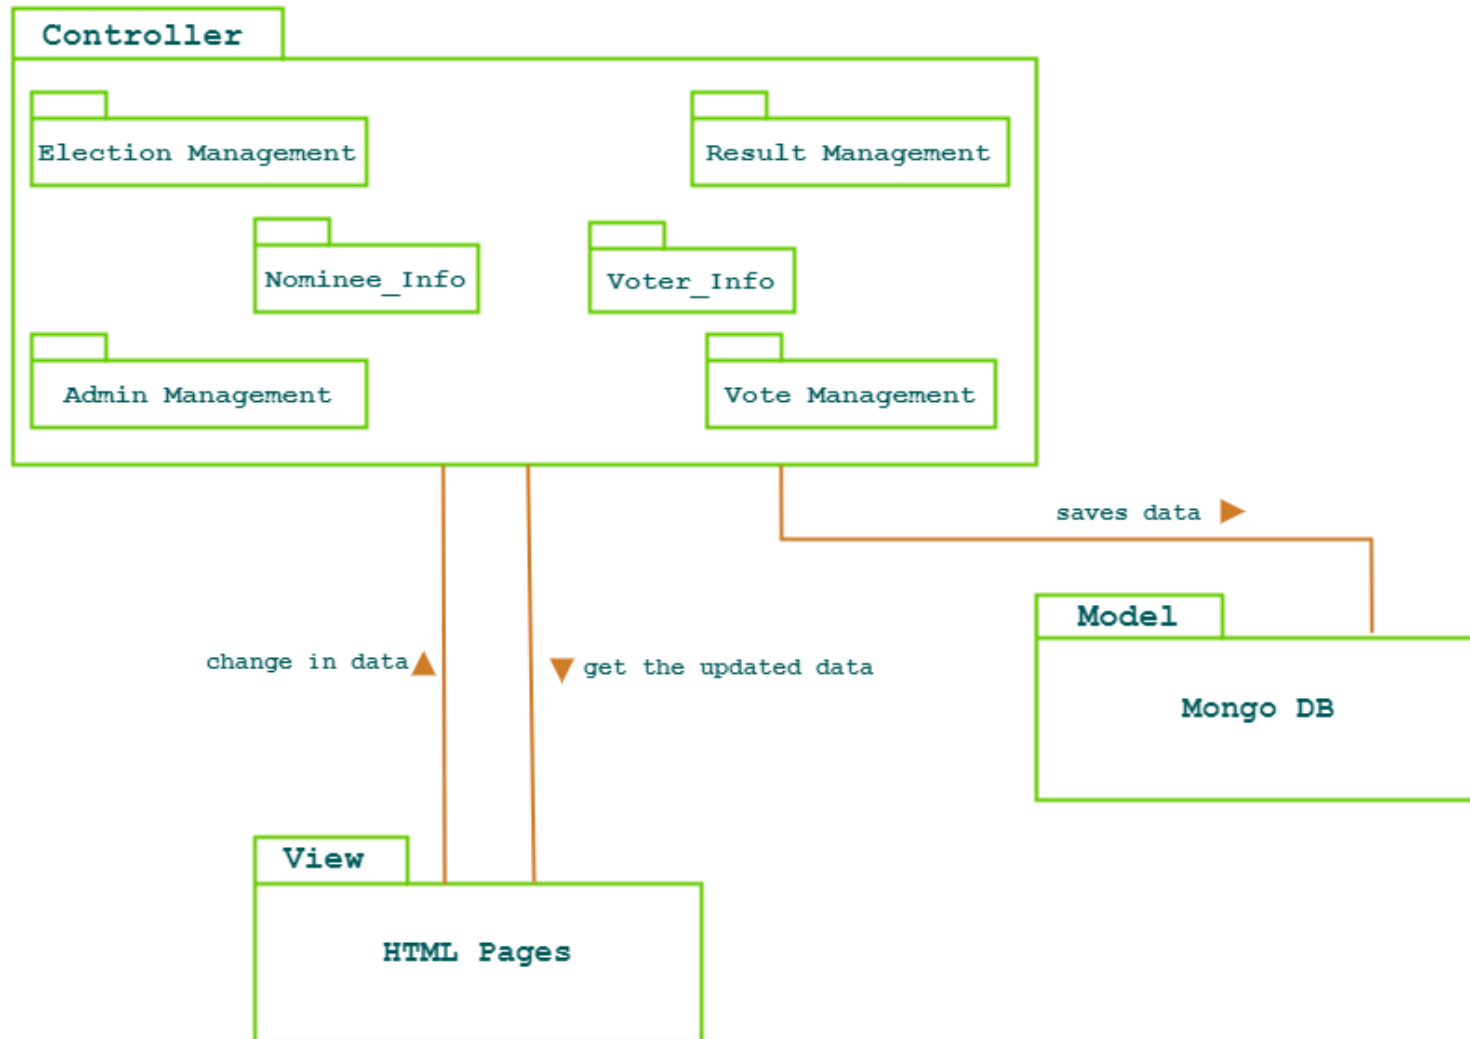 Controller
Election Management
Result Management
Nominee_Info
Voter_Info
Admin Management
Vote Management
saves data
Model
change in data
get the updated data
Mongo DB
View
HTML Pages